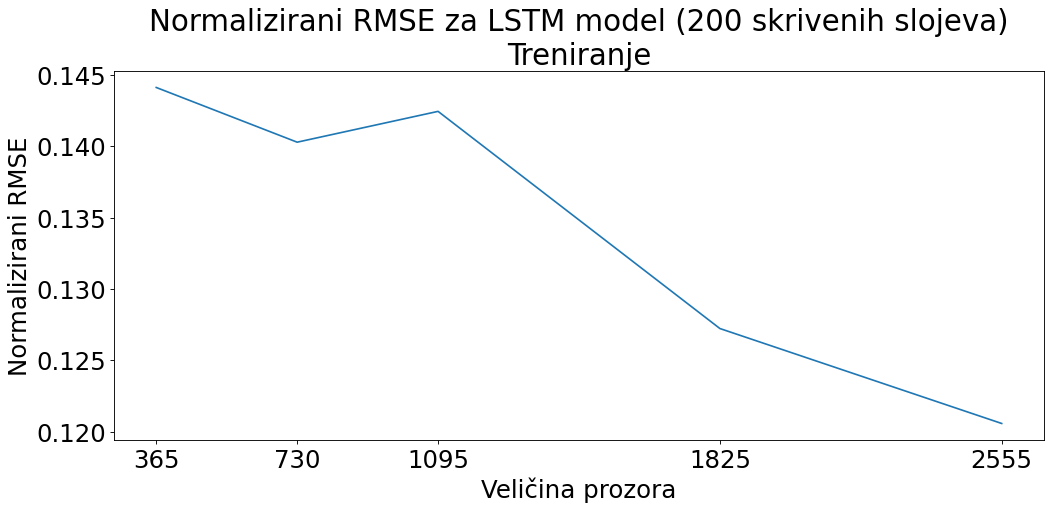 Normalizirani RMSE za LSTM model (200 skrivenih slojeva)
Treniranje
Normalizirani RMSE
0.145
0.140
0.135
0.130
0.125
0.120
365 730 1095 1825 2555
Veličina prozora